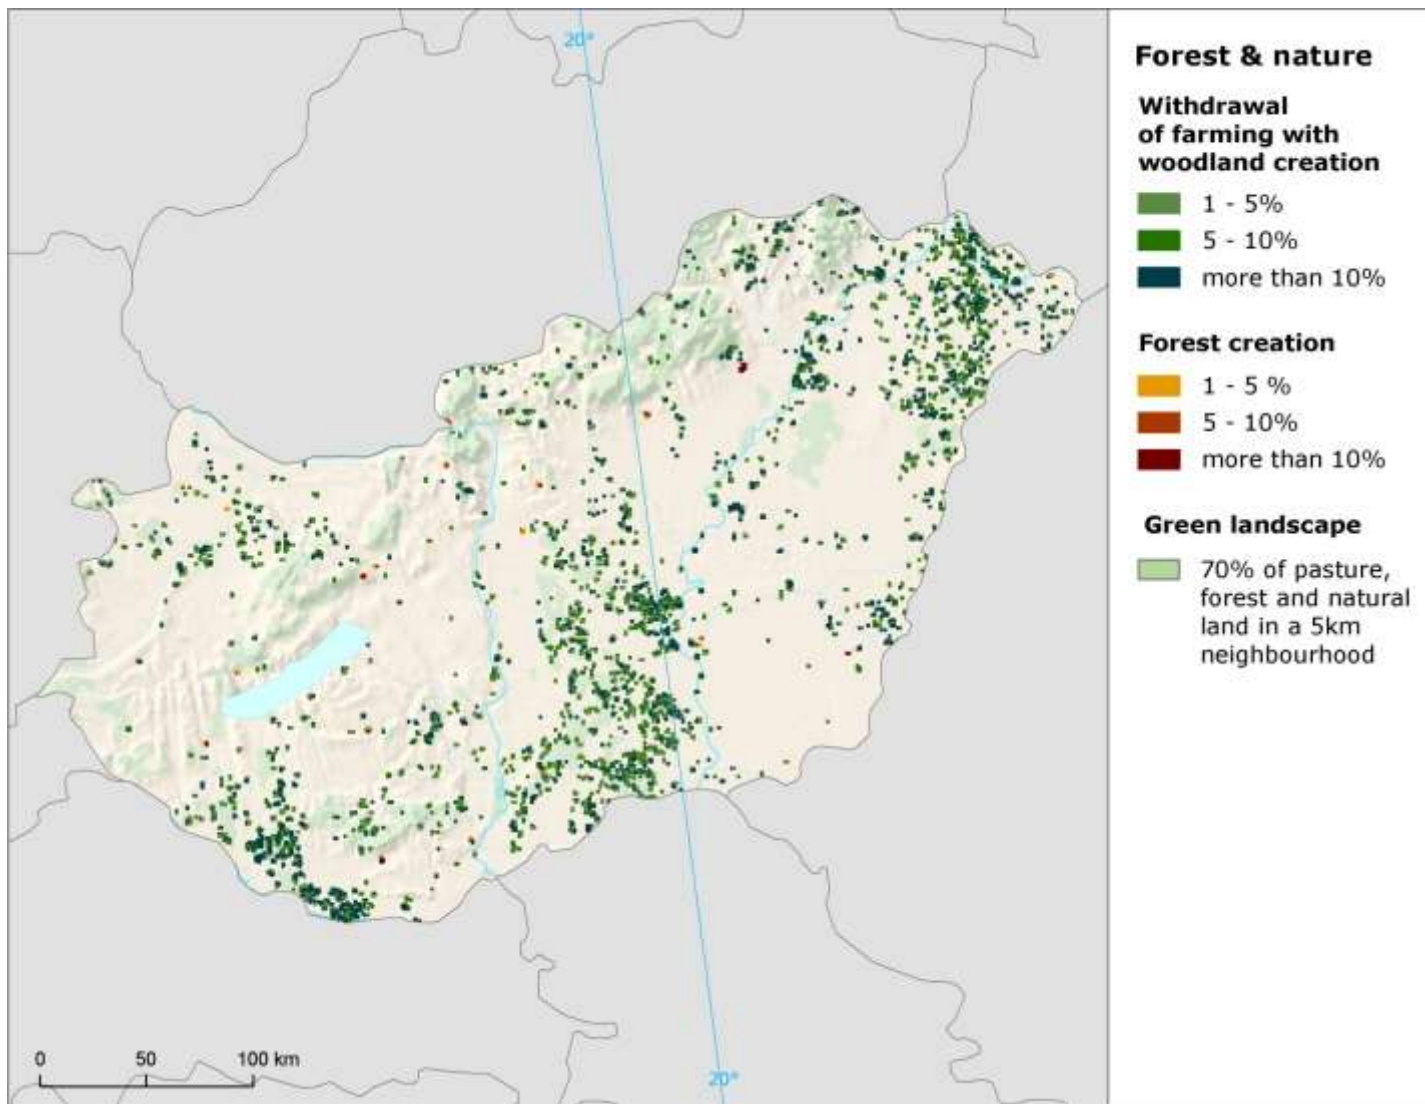 20°
Forest & nature
Withdrawal
of farming with
woodland creation
1 - 5%
5 - 10%
more than 10%
Forest creation
1 - 5 %
5 - 10%
more than 10%
Green landscape
70% of pasture,
forest and natural
land in a 5km
neighbourhood
0 50 100 km
20°